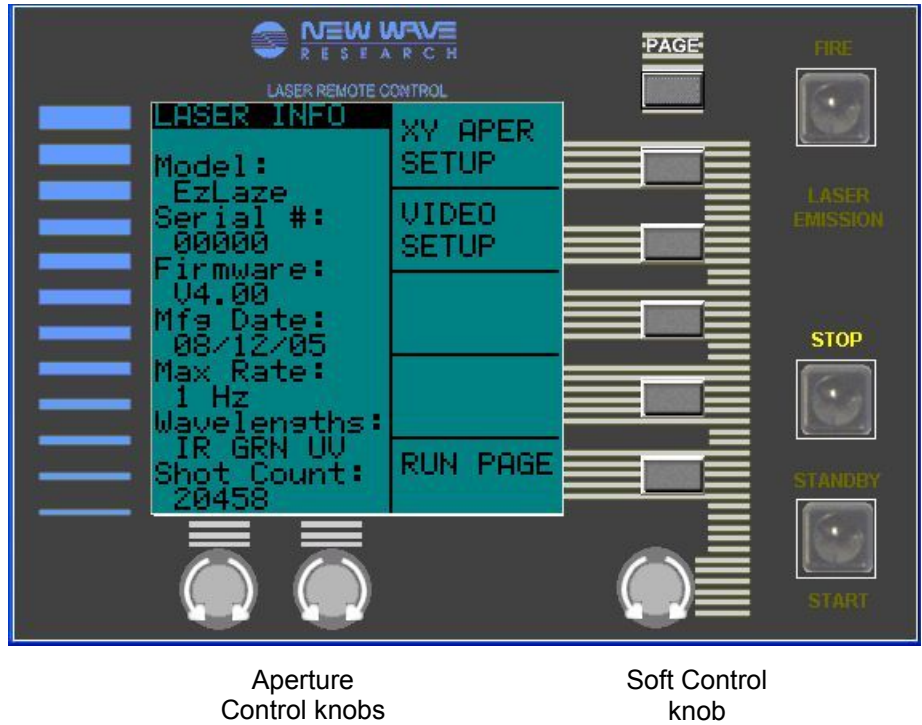 NEW WAVE
RESEARCH
LASER REMOTE CONTROL
PAGE
FIRE
LASER INFO
Model:
EzLaze
Serial #:
00000
Firmware:
V4.00
Mfg Date:
08/12/05
Max Rate:
1 Hz
Wavelengths:
IR GRN UV
Shot Count:
20458
XY APER
SETUP
VIDEO
SETUP
RUN PAGE
LASER
EMISSION
STOP
STANDBY
START
Aperture
Control knobs
Soft Control
knob